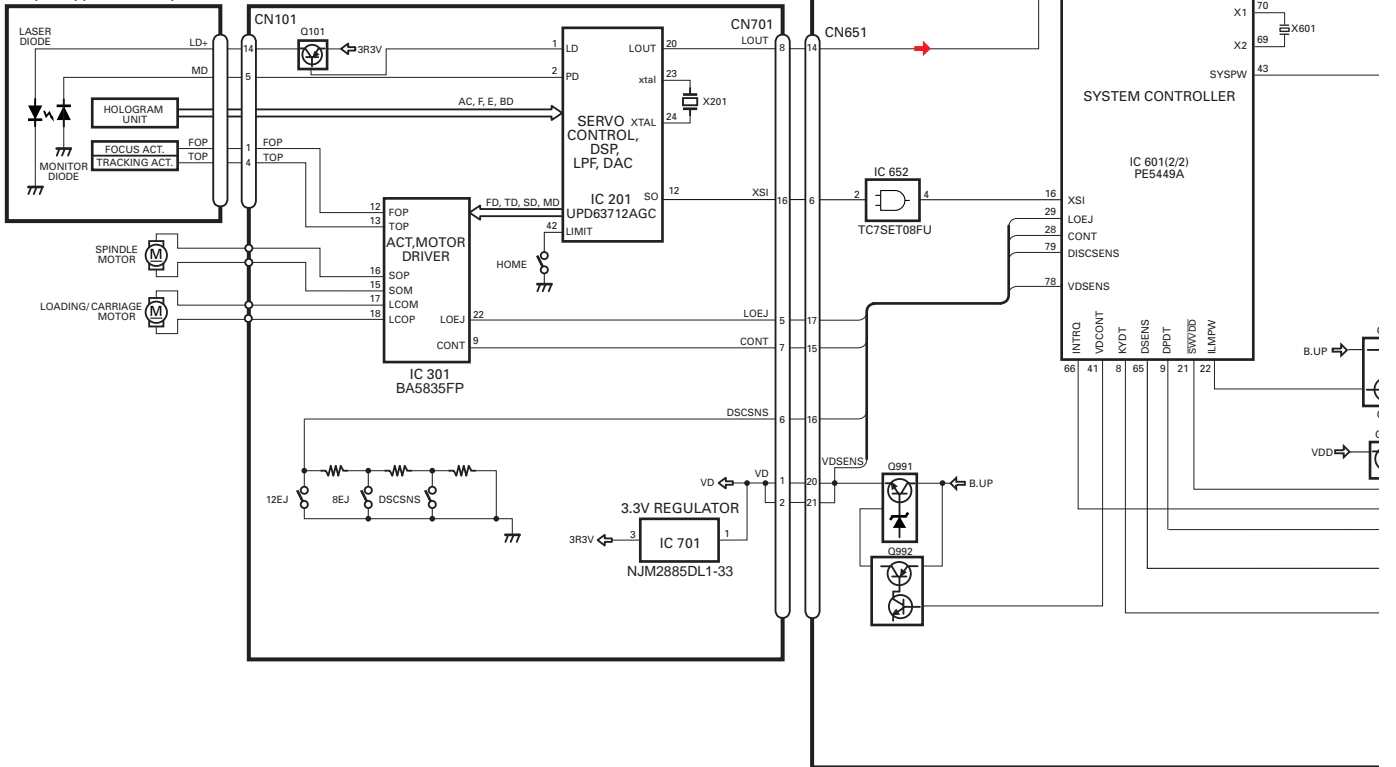 LASER
DIODE
LD+
MD
HOLOGRAM
UNIT
FOCUS ACT.
TRACKING ACT.
FOP
TOP
MONITOR
DIODE
SPINDLE
MOTOR
M
LOADING/CARRIAGE
MOTOR
M
CN101
14
5
1
4
FOP
TOP
Q101
3R3V
AC, F, E, BD
1
LD
2
PD
LOUT
20
xtal
23
X201
XTAL
24
SERVO
CONTROL,
DSP,
LPF, DAC
IC 201
UPD63712AGC
SO
12
42
LIMIT
HOME
FD, TD, SD, MD
12
FOP
13
TOP
ACT,MOTOR
DRIVER
16
SOP
15
SOM
17
LCOM
18
LCOP
LOEJ
22
CONT
9
IC 301
BA5835FP
12EJ
8EJ
DSCSNS
3.3V REGULATOR
3R3V
3
IC 701
1
NJM2885DL1-33
VD
CN701
LOUT
8
XSI
16
LOEJ
5
CONT
7
DSCSNS
6
VD
1
2
CN651
14
6
17
15
16
VDSENS
20
21
IC 652
2
4
TC7SET08FU
Q991
B.UP
Q992
X1
70
X601
X2
69
SYSPW
43
SYSTEM CONTROLLER
IC 601(2/2)
PE5449A
16
XSI
29
LOEJ
28
CONT
79
DISCSENS
78
VDSENS
INTRQ
VDCONT
KYDT
DSENS
DPDT
SWVDD
ILMPW
66
41
8
65
9
21
22
B.UP
VDD